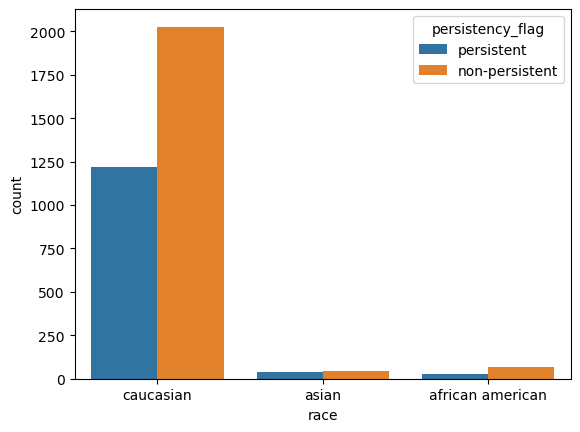 persistency_flag
persistent
non-persistent
2000
1750
1500
1250
1000
750
500
250
0
count
caucasian asian african american
race